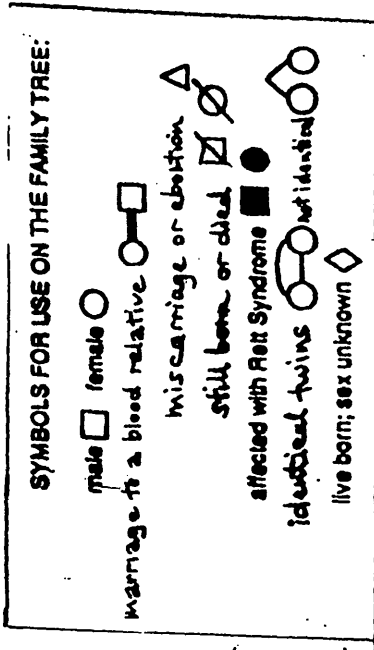 SYMBOLS FOR USE ON THE FAMILY TREE:
male female
marriage to a blood relative
miscarriage or abortion
still born or died
affected with Rett Syndrome
identical twins not identical
live born; sex unknown